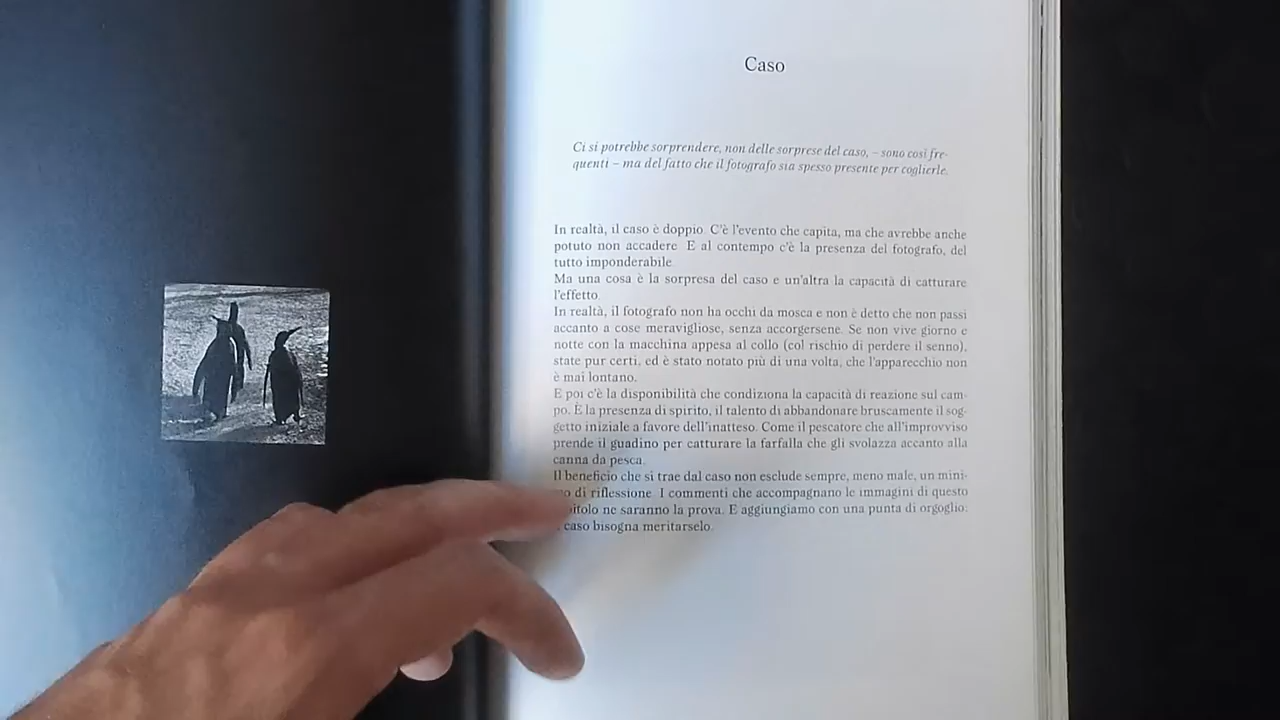 Caso
Ci si potrebbe sorprendere, non delle sorprese del caso, – sono così fre-
quenti – ma del fatto che il fotografo sia spesso presente per coglierle.
In realtà, il caso è doppio. C'è l'evento che capita, ma che avrebbe anche
potuto non accadere. E al contempo c'è la presenza del fotografo, del
tutto imponderabile.
Ma una cosa è la sorpresa del caso e un'altra la capacità di catturare
l'effetto.
In realtà, il fotografo non ha occhi da mosca e non è detto che non passi
accanto a cose meravigliose, senza accorgersene. Se non vive giorno e
notte con la macchina appesa al collo (col rischio di perdere il senno),
state pur certi, ed è stato notato più di una volta, che l'apparecchio non
è mai lontano.
E poi c'è la disponibilità che condiziona la capacità di reazione sul cam-
po. È la presenza di spirito, il talento di abbandonare bruscamente il sog-
getto iniziale a favore dell'inatteso. Come il pescatore che all'improvviso
prende il guadino per catturare la farfalla che gli svolazza accanto alla
canna da pesca.
Il beneficio che si trae dal caso non esclude sempre, meno male, un mini-
di riflessione. I commenti che accompagnano le immagini di questo
ne saranno la prova. E aggiungiamo con una punta di orgoglio:
caso bisogna meritarselo.